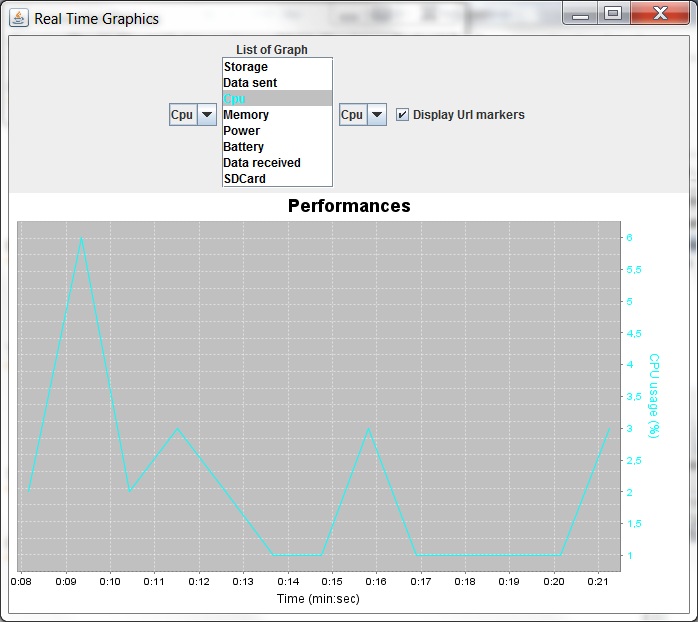 Real Time Graphics
List of Graph
Storage
Data sent
Cpu
Cpu
Memory
Cpu
Display Url markers
Power
Battery
Data received
SDCard
Performances
6
5,5
5
4,5
4
3,5
3
2,5
2
1,5
1
CPU usage (%)
0:08 0:09 0:10 0:11 0:12 0:13 0:14 0:15 0:16 0:17 0:18 0:19 0:20 0:21
Time (min:sec)